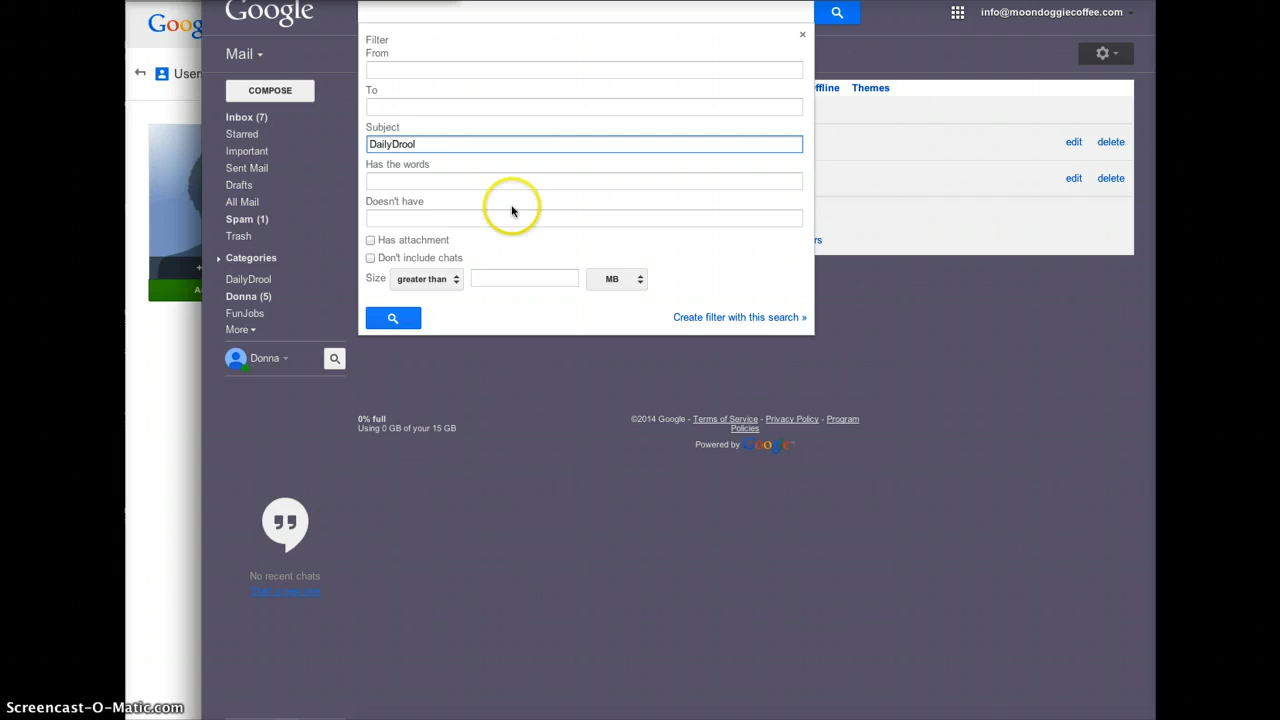 Google
info@moondoggiecoffee.com
Goog
Filter
From
Mail
Users
COMPOSE
To
ffline Themes
Inbox (7)
Subject
Starred
DailyDrool
edit delete
Important
Has the words
Sent Mail
edit delete
Drafts
Doesn't have
All Mail
Spam (1)
Trash
Has attachment
rs
Categories
Don't include chats
DailyDrool
Size greater than MB
A
Donna (5)
FunJobs
Create filter with this search »
More
Donna
0% full
Using 0 GB of your 15 GB
©2014 Google - Terms of Service - Privacy Policy - Program
Policies
Powered by Google™
No recent chats
Screencast-O-Matic.com